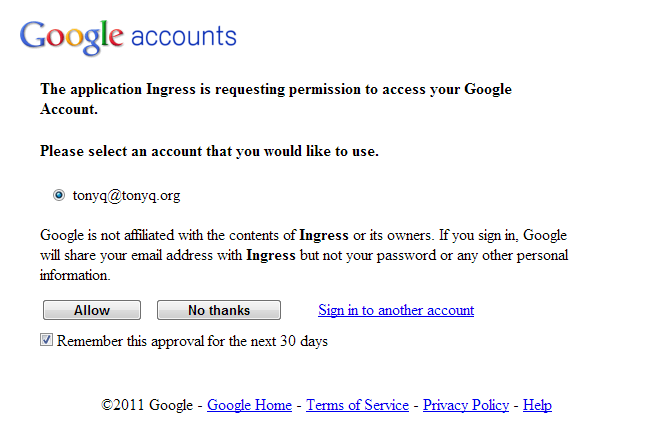 Google accounts
The application Ingress is requesting permission to access your Google
Account.
Please select an account that you would like to use.
tonyq@tonyq.org
Google is not affiliated with the contents of Ingress or its owners. If you sign in, Google
will share your email address with Ingress but not your password or any other personal
information.
Allow No thanks Sign in to another account
Remember this approval for the next 30 days
©2011 Google - Google Home - Terms of Service - Privacy Policy - Help